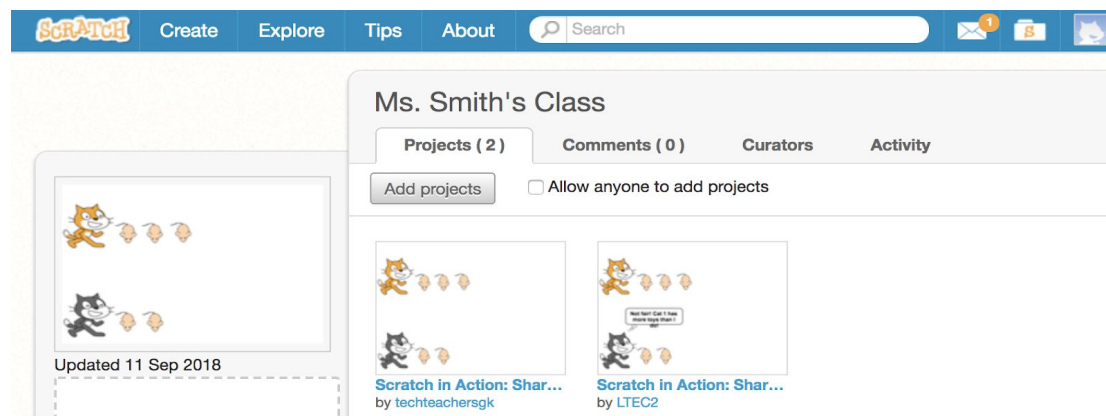 SCRATCH Create Explore Tips About Search 1 S
Ms. Smith's Class
Projects ( 2 ) Comments ( 0 ) Curators Activity
Add projects Allow anyone to add projects
Not fair! Cat 1 has
more toys than I
Updated 11 Sep 2018
Scratch in Action: Shar... Scratch in Action: Shar...
by techteachersgk by LTEC2